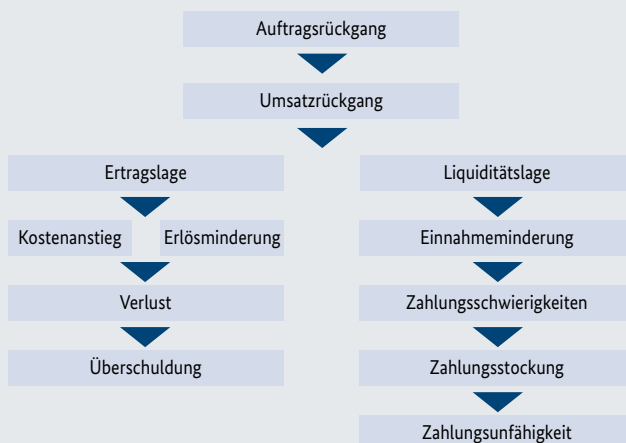 Auftragsrückgang
Umsatzrückgang
Ertragslage
Liquiditätslage
Kostenanstieg
Erlösminderung
Einnahmeminderung
Verlust
Zahlungsschwierigkeiten
Überschuldung
Zahlungsstockung
Zahlungsunfähigkeit